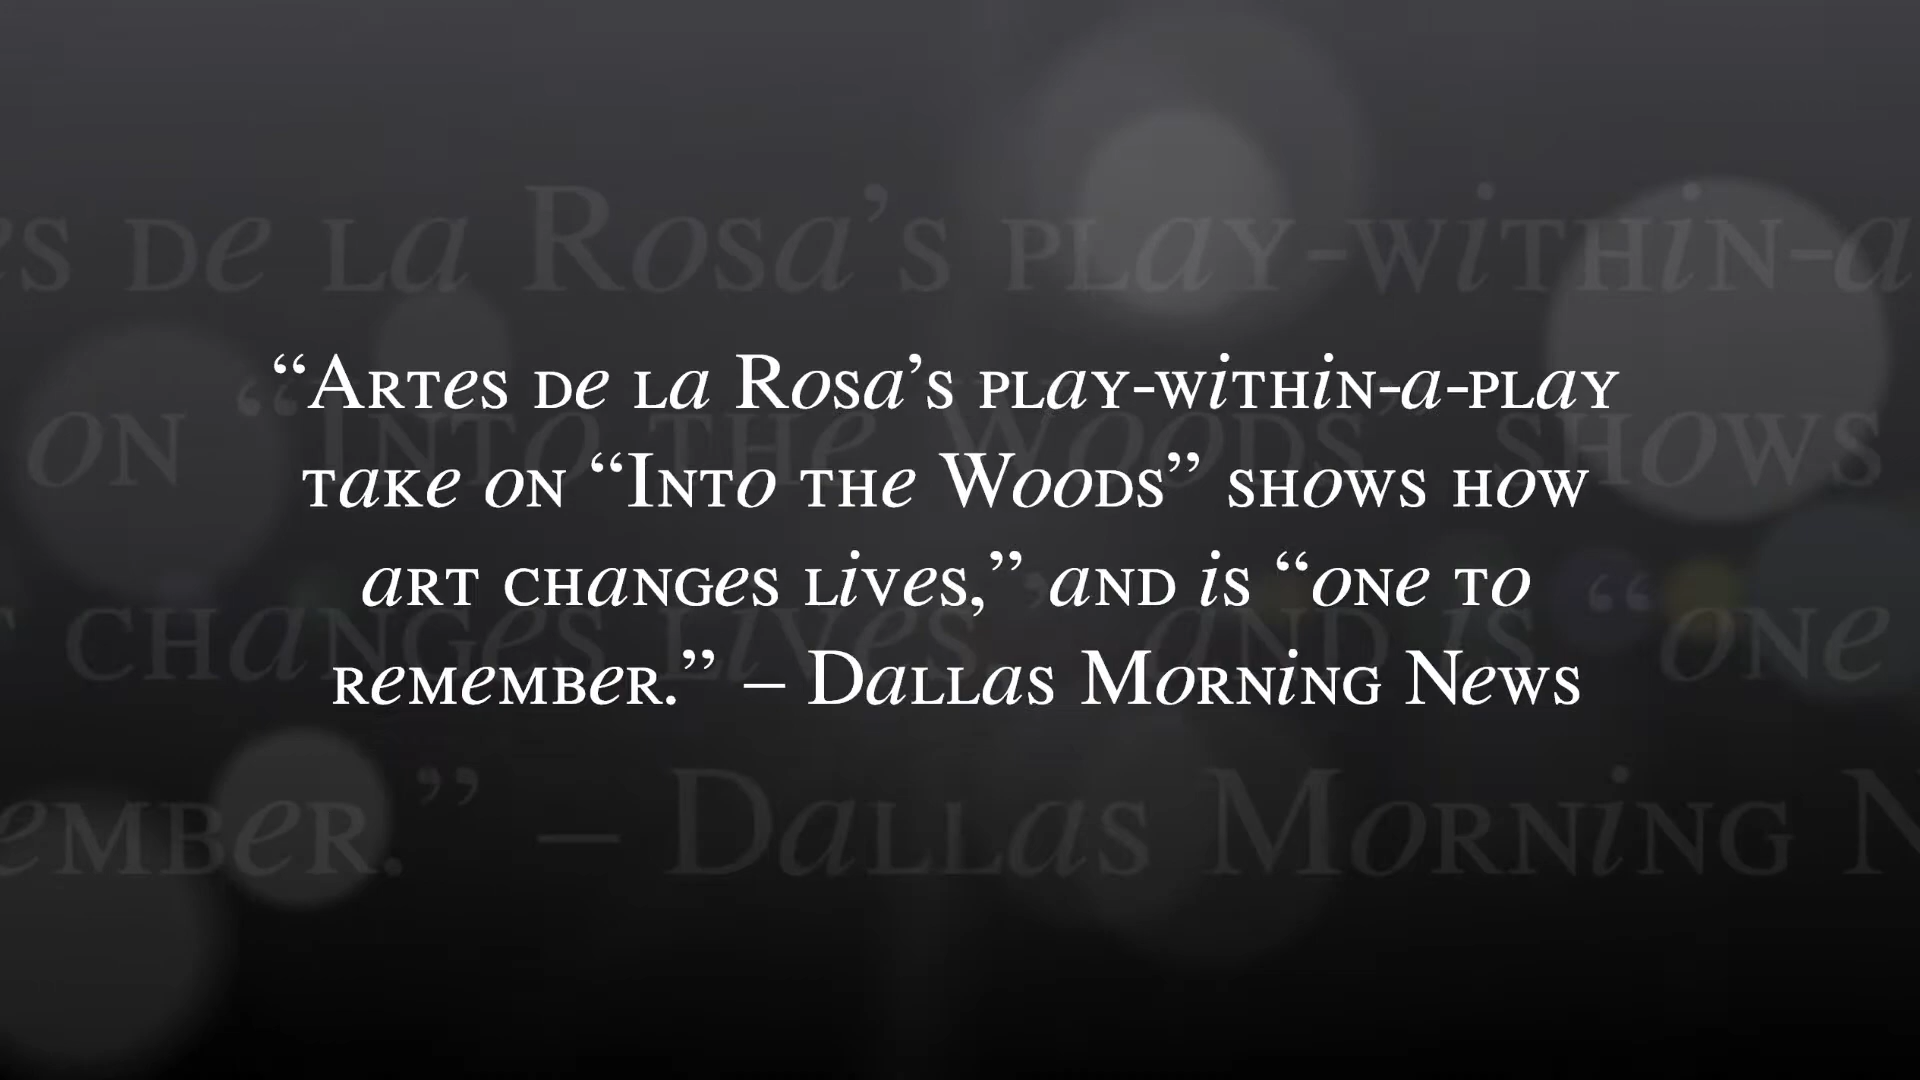 “Artes de la Rosa’s play-within-a-play
take on “Into the Woods” shows how
art changes lives,” and is “one to
remember.” – Dallas Morning News